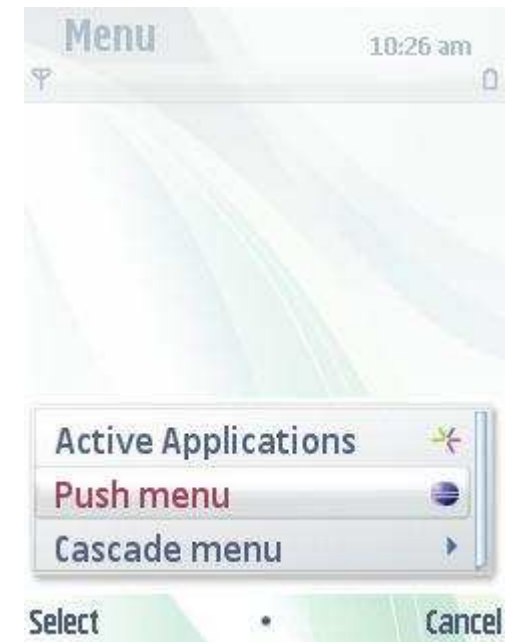 Menu
10:26 am
Active Applications
Push menu
Cascade menu
Select
Cancel